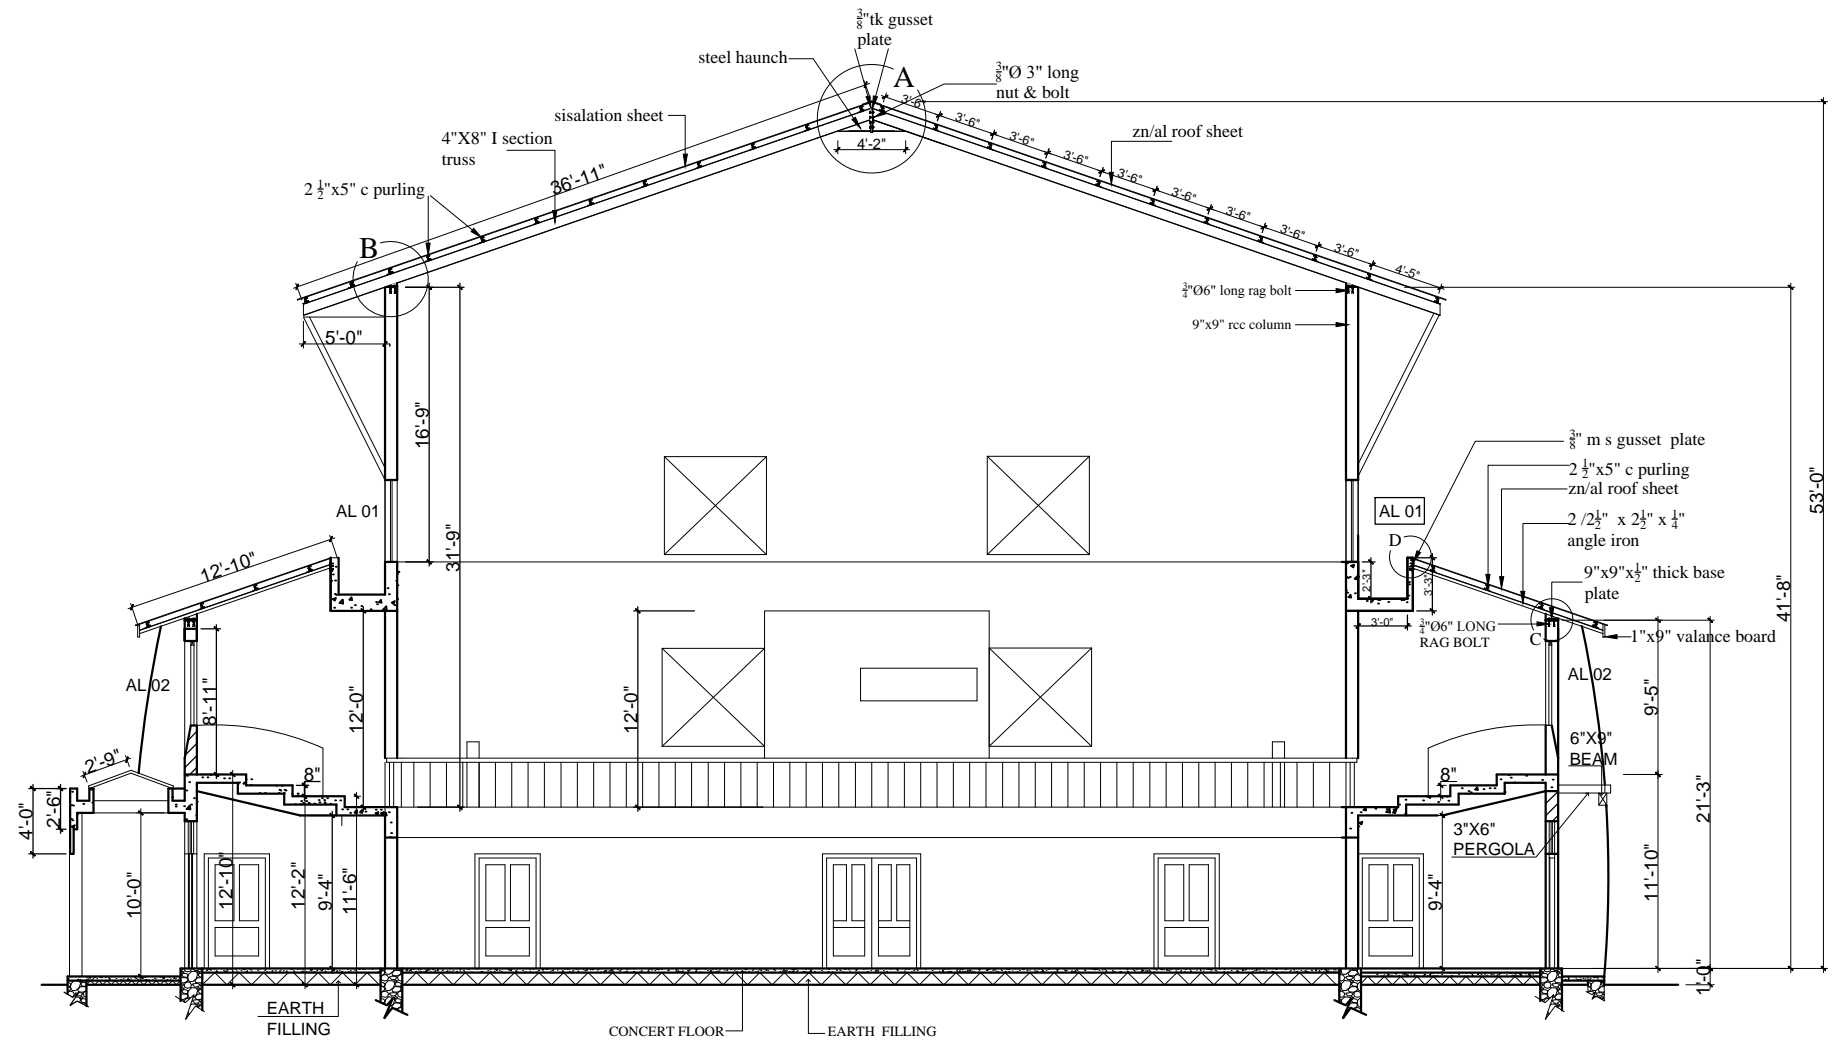 3/8"tk gusset
plate
steel haunch
A
3/8"Ø 3" long
nut & bolt
sisalation sheet
4"X8" I section
truss
zn/al roof sheet
4'-2"
36'-11"
2 1/2"x5" c purling
B
3'-6"
3'-6"
3'-6"
3'-6"
3'-6"
3'-6"
3'-6"
3'-6"
3'-6"
4'-5"
3/4"Ø6" long rag bolt
9"x9" rcc column
5'-0"
16'-9"
31'-9"
53'-0"
41'-8"
3/8" m s gusset plate
2 1/2"x5" c purling
zn/al roof sheet
2 /2 1/2" x 2 1/2" x 1/4"
angle iron
9"x9"x 1/2" thick base
plate
AL 01
AL 01
D
12'-10"
2'-3"
3'-3"
3'-0"
3/4"Ø6" LONG
RAG BOLT
C
1"x9" valance board
AL 02
AL 02
8'-11"
12'-0"
12'-0"
9'-5"
21'-3"
6"X9"
BEAM
2'-9"
8"
8"
4'-0"
2'-6"
3"X6"
PERGOLA
10'-0"
12'-10"
12'-2"
9'-4"
11'-6"
9'-4"
11'-10"
1'-0"
EARTH
FILLING
CONCERT FLOOR
EARTH FILLING